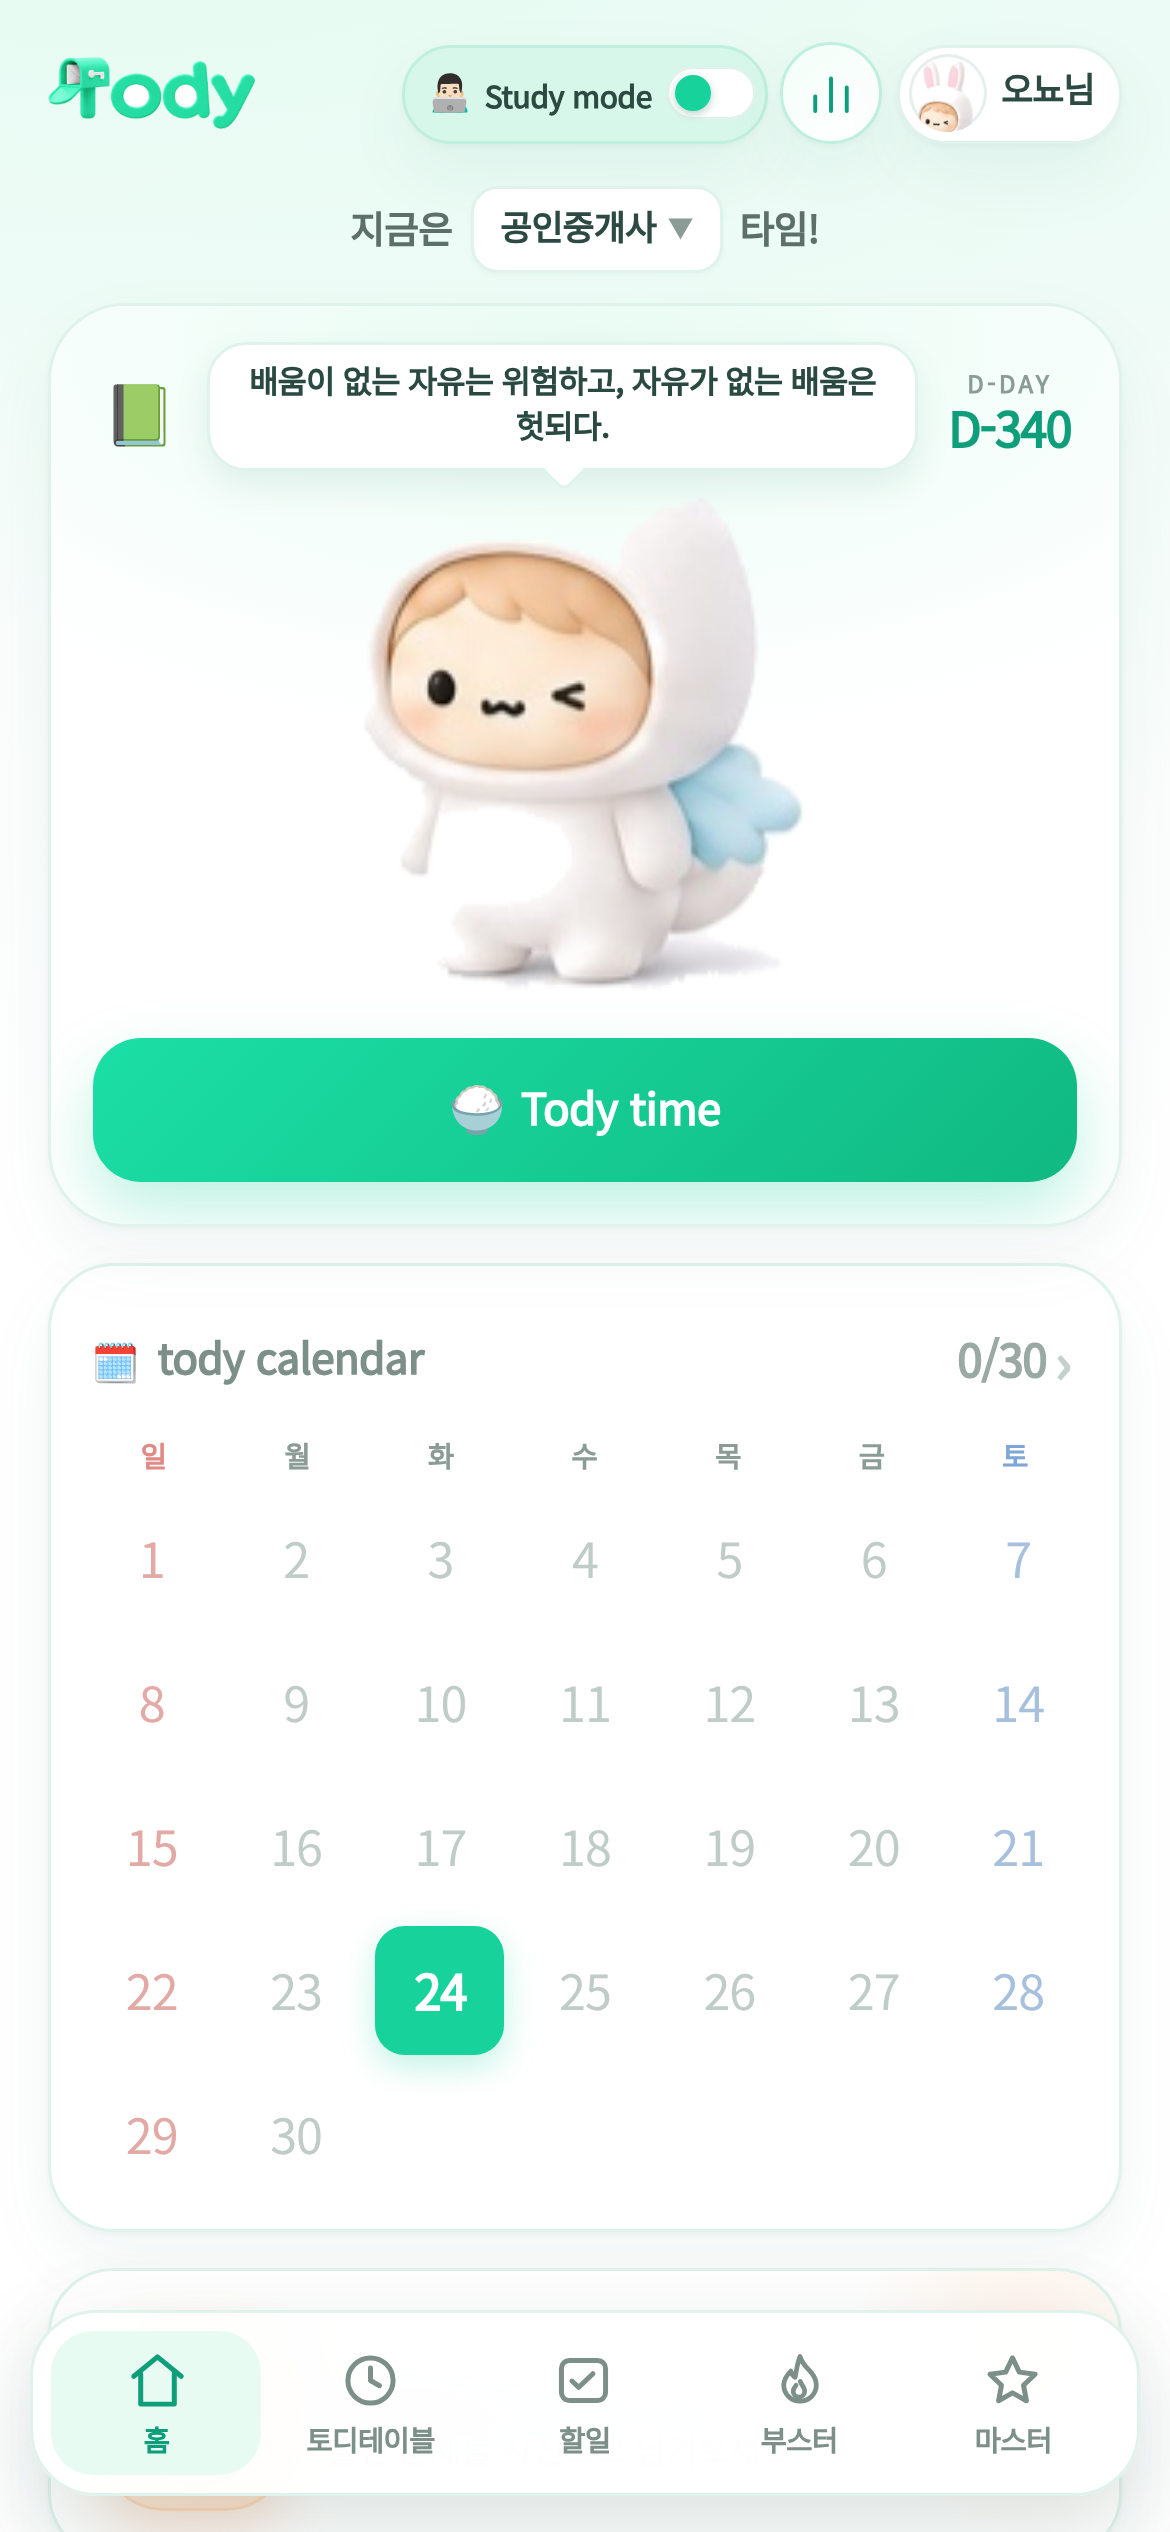 Tody
Study mode
오뇨님
지금은 공인중개사 ▼ 타임!
배움이 없는 자유는 위험하고, 자유가 없는 배움은
헛되다.
D-DAY
D-340
Tody time
tody calendar
0/30 ›
일 월 화 수 목 금 토
1 2 3 4 5 6 7
8 9 10 11 12 13 14
15 16 17 18 19 20 21
22 23 24 25 26 27 28
29 30
홈 토디테이블 할일 부스터 마스터